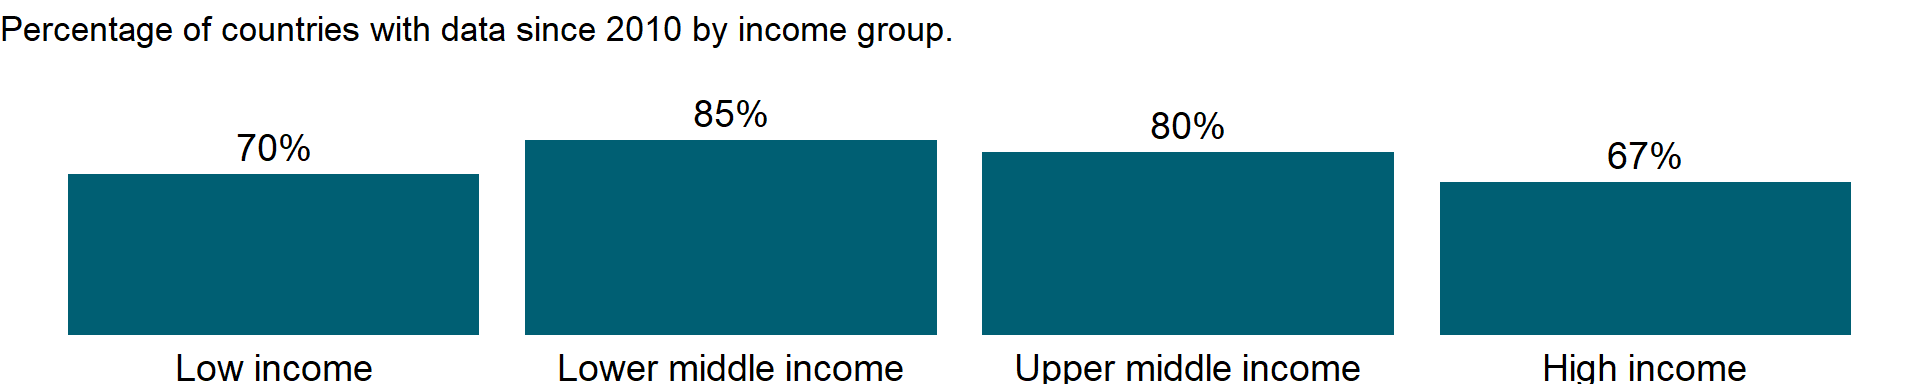 Percentage of countries with data since 2010 by income group.
70%
85%
80%
67%
Low income
Lower middle income
Upper middle income
High income